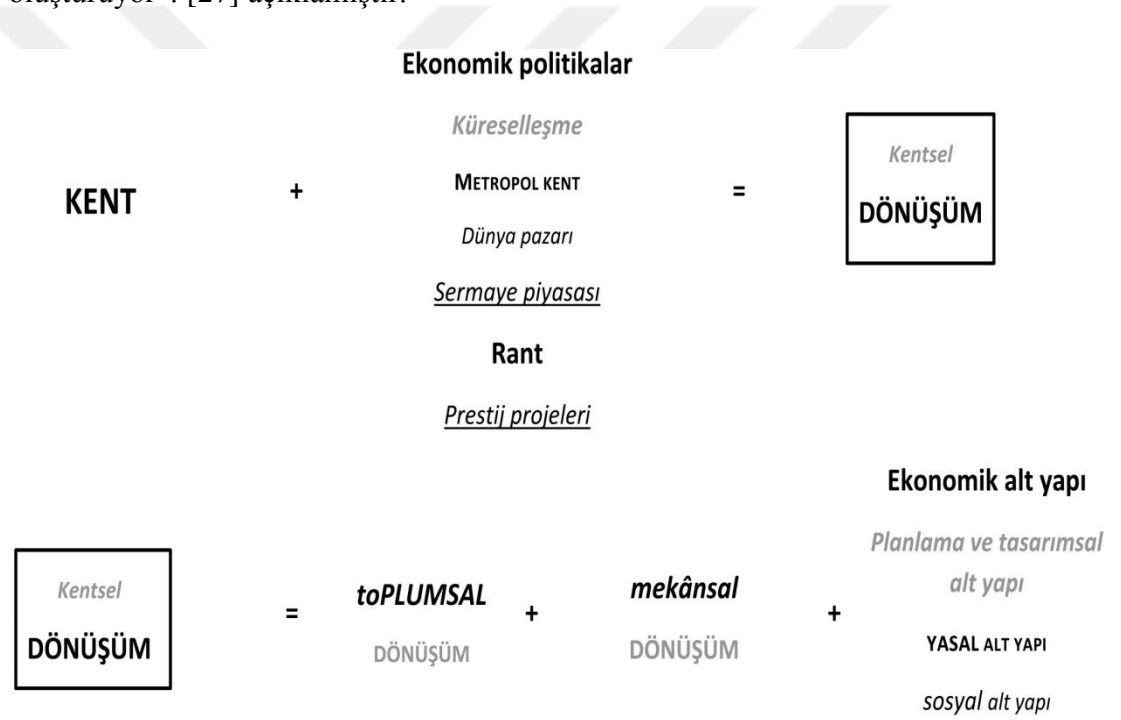 oluşturuyor". [27] açıklamıştır.
Ekonomik politikalar
Küreselleşme
METROPOL KENT
Dünya pazarı
Sermaye piyasası
Rant
Prestij projeleri
KENT
+
=
Kentsel
DÖNÜŞÜM
Kentsel
DÖNÜŞÜM
=
toPLUMSAL
DÖNÜŞÜM
+
mekânsal
DÖNÜŞÜM
+
Ekonomik alt yapı
Planlama ve tasarımsal
alt yapı
YASAL ALT YAPI
sosyal alt yapı